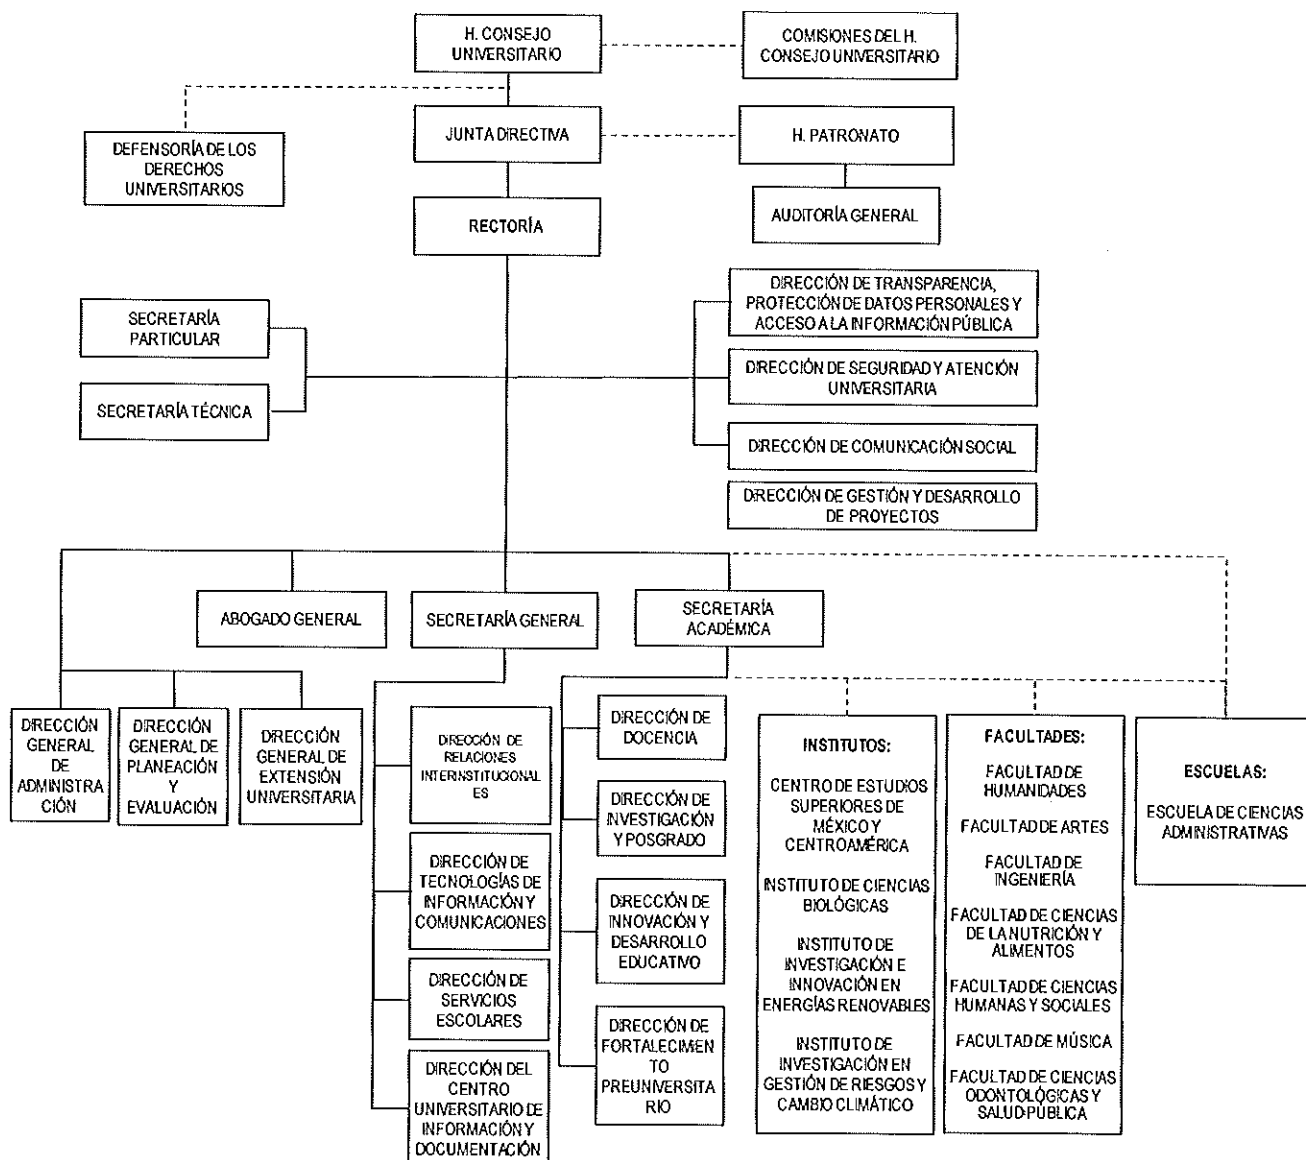 H. CONSEJO
UNIVERSITARIO
COMISIONES DEL H.
CONSEJO UNIVERSITARIO
JUNTA DIRECTIVA
H. PATRONATO
DEFENSORÍA DE LOS
DERECHOS
UNIVERSITARIOS
AUDITORÍA GENERAL
RECTORÍA
DIRECCIÓN DE TRANSPARENCIA,
PROTECCIÓN DE DATOS PERSONALES Y
ACCESO A LA INFORMACIÓN PÚBLICA
SECRETARÍA
PARTICULAR
DIRECCIÓN DE SEGURIDAD Y ATENCIÓN
UNIVERSITARIA
SECRETARÍA TÉCNICA
DIRECCIÓN DE COMUNICACIÓN SOCIAL
DIRECCIÓN DE GESTIÓN Y DESARROLLO
DE PROYECTOS
ABOGADO GENERAL
SECRETARÍA GENERAL
SECRETARÍA
ACADÉMICA
DIRECCIÓN
GENERAL
DE
ADMINISTRA
CIÓN
DIRECCIÓN
GENERAL DE
PLANEACIÓN
Y
EVALUACIÓN
DIRECCIÓN
GENERAL DE
EXTENSIÓN
UNIVERSITARIA
DIRECCIÓN DE
RELACIONES
INTERINSTITUCIONAL
ES
DIRECCIÓN DE
TECNOLOGÍAS DE
INFORMACIÓN Y
COMUNICACIONES
DIRECCIÓN DE
SERVICIOS
ESCOLARES
DIRECCIÓN DEL
CENTRO
UNIVERSITARIO DE
INFORMACIÓN Y
DOCUMENTACIÓN
DIRECCIÓN DE
DOCENCIA
DIRECCIÓN DE
INVESTIGACIÓN
Y POSGRADO
DIRECCIÓN DE
INNOVACIÓN Y
DESARROLLO
EDUCATIVO
DIRECCIÓN DE
FORTALECIMIEN
TO
PREUNIVERSITA
RIO
INSTITUTOS:
CENTRO DE ESTUDIOS
SUPERIORES DE
MÉXICO Y
CENTROAMÉRICA
INSTITUTO DE CIENCIAS
BIOLÓGICAS
INSTITUTO DE
INVESTIGACIÓN E
INNOVACIÓN EN
ENERGÍAS RENOVABLES
INSTITUTO DE
INVESTIGACIÓN EN
GESTIÓN DE RIESGOS Y
CAMBIO CLIMÁTICO
FACULTADES:
FACULTAD DE
HUMANIDADES
FACULTAD DE ARTES
FACULTAD DE
INGENIERÍA
FACULTAD DE CIENCIAS
DE LA NUTRICIÓN Y
ALIMENTOS
FACULTAD DE CIENCIAS
HUMANAS Y SOCIALES
FACULTAD DE MÚSICA
FACULTAD DE CIENCIAS
ODONTOLÓGICAS Y
SALUD PÚBLICA
ESCUELAS:
ESCUELA DE CIENCIAS
ADMINISTRATIVAS